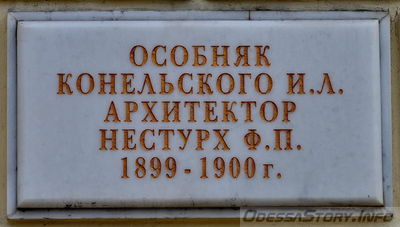 ОСОБНЯК
КОНЕЛЬСКОГО И.Л.
АРХИТЕКТОР
НЕСТУРХ Ф.П.
1899 - 1900 г.
OdessaStory.Info